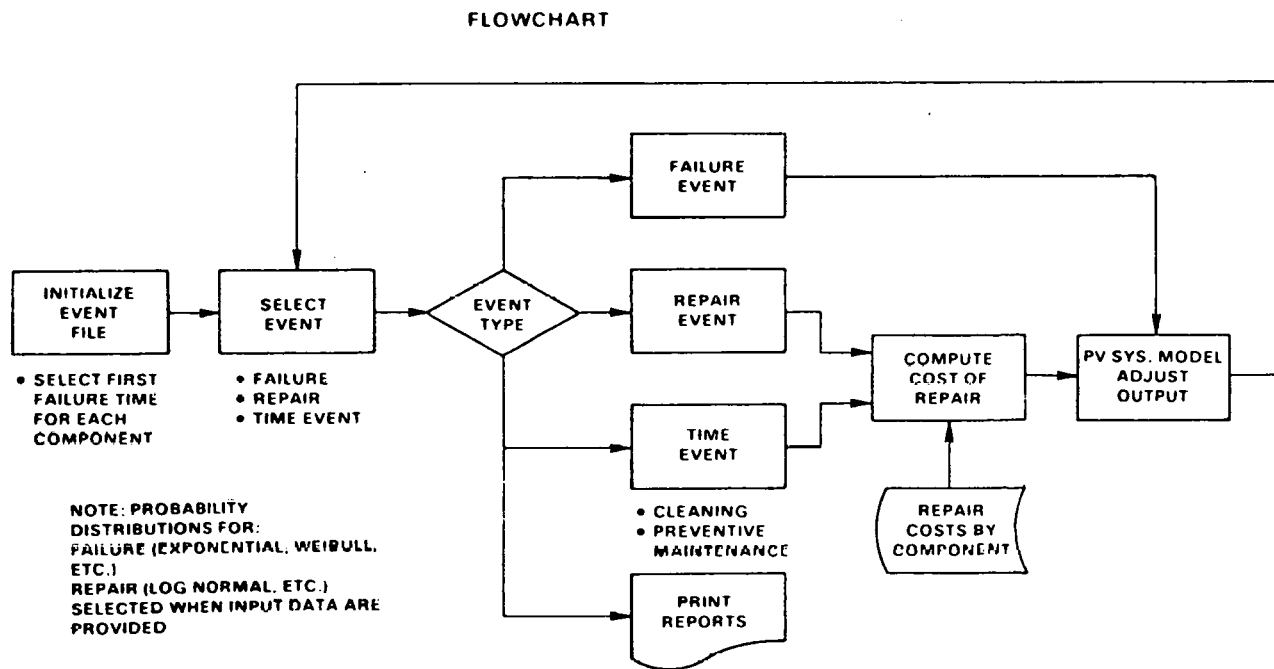 FLOWCHART
INITIALIZE
EVENT
FILE
• SELECT FIRST
FAILURE TIME
FOR EACH
COMPONENT
SELECT
EVENT
• FAILURE
• REPAIR
• TIME EVENT
EVENT
TYPE
FAILURE
EVENT
REPAIR
EVENT
TIME
EVENT
• CLEANING
• PREVENTIVE
MAINTENANCE
PRINT
REPORTS
COMPUTE
COST OF
REPAIR
REPAIR
COSTS BY
COMPONENT
PV SYS. MODEL
ADJUST
OUTPUT
NOTE: PROBABILITY
DISTRIBUTIONS FOR:
FAILURE (EXPONENTIAL, WEIBULL,
ETC.)
REPAIR (LOG NORMAL, ETC.)
SELECTED WHEN INPUT DATA ARE
PROVIDED